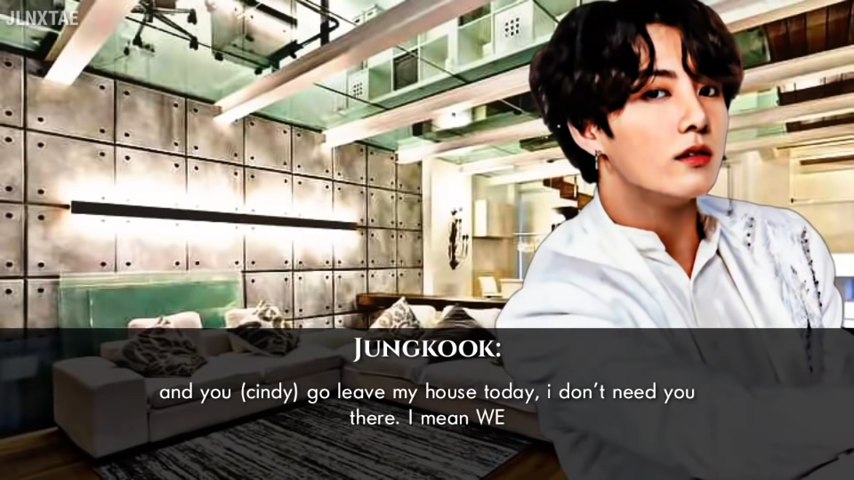 JLNXTAE
JUNGKOOK:
and you (cindy) go leave my house today, i don't need you
there. I mean WE